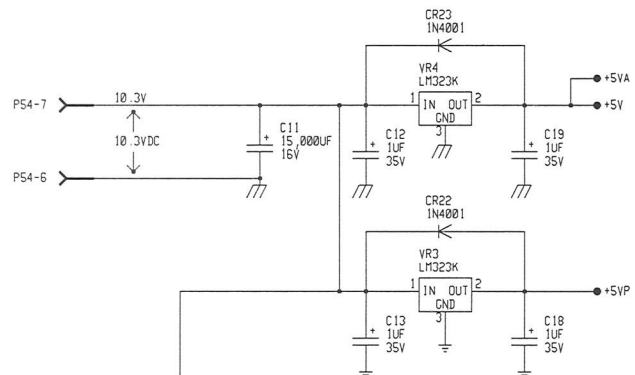 CR23
1N4001
VR4
LM323K
+5VA
P54-7
10.3V
1
IN OUT
2
+5V
GND
3
10.3VDC
C11
15,000UF
16V
C12
1UF
35V
C19
1UF
35V
P54-6
CR22
1N4001
VR3
LM323K
1
IN OUT
2
+5VP
GND
3
C13
1UF
35V
C18
1UF
35V
+
+
+
+
+